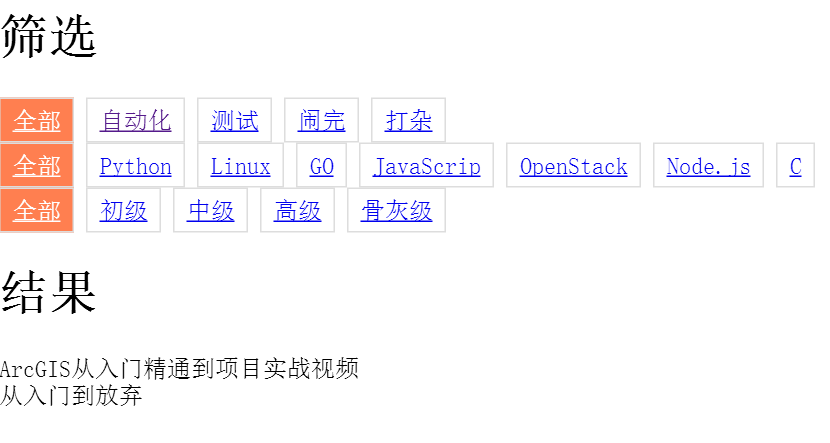 筛选
全部 自动化 测试 闹完 打杂
全部 Python Linux GO JavaScrip OpenStack Node.js C
全部 初级 中级 高级 骨灰级
结果
ArcGIS从入门精通到项目实战视频
从入门到放弃